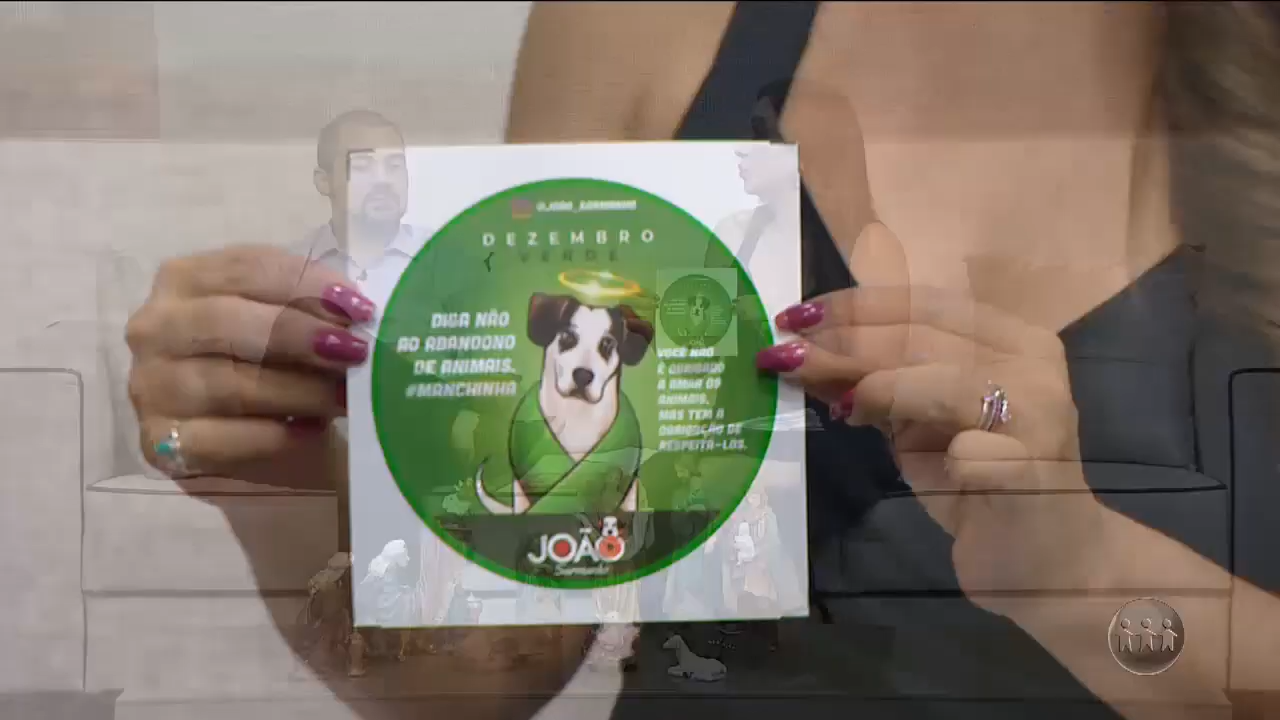 DEZEMBRO
VERDE
DIGA NÃO
AO ABANDONO
DE ANIMAIS.
#MANCHINHA
VOCÊ NÃO
É OBRIGADO
A AMAR OS
ANIMAIS,
MAS TEM A
OBRIGAÇÃO DE
RESPEITÁ-LOS.
JOÃO